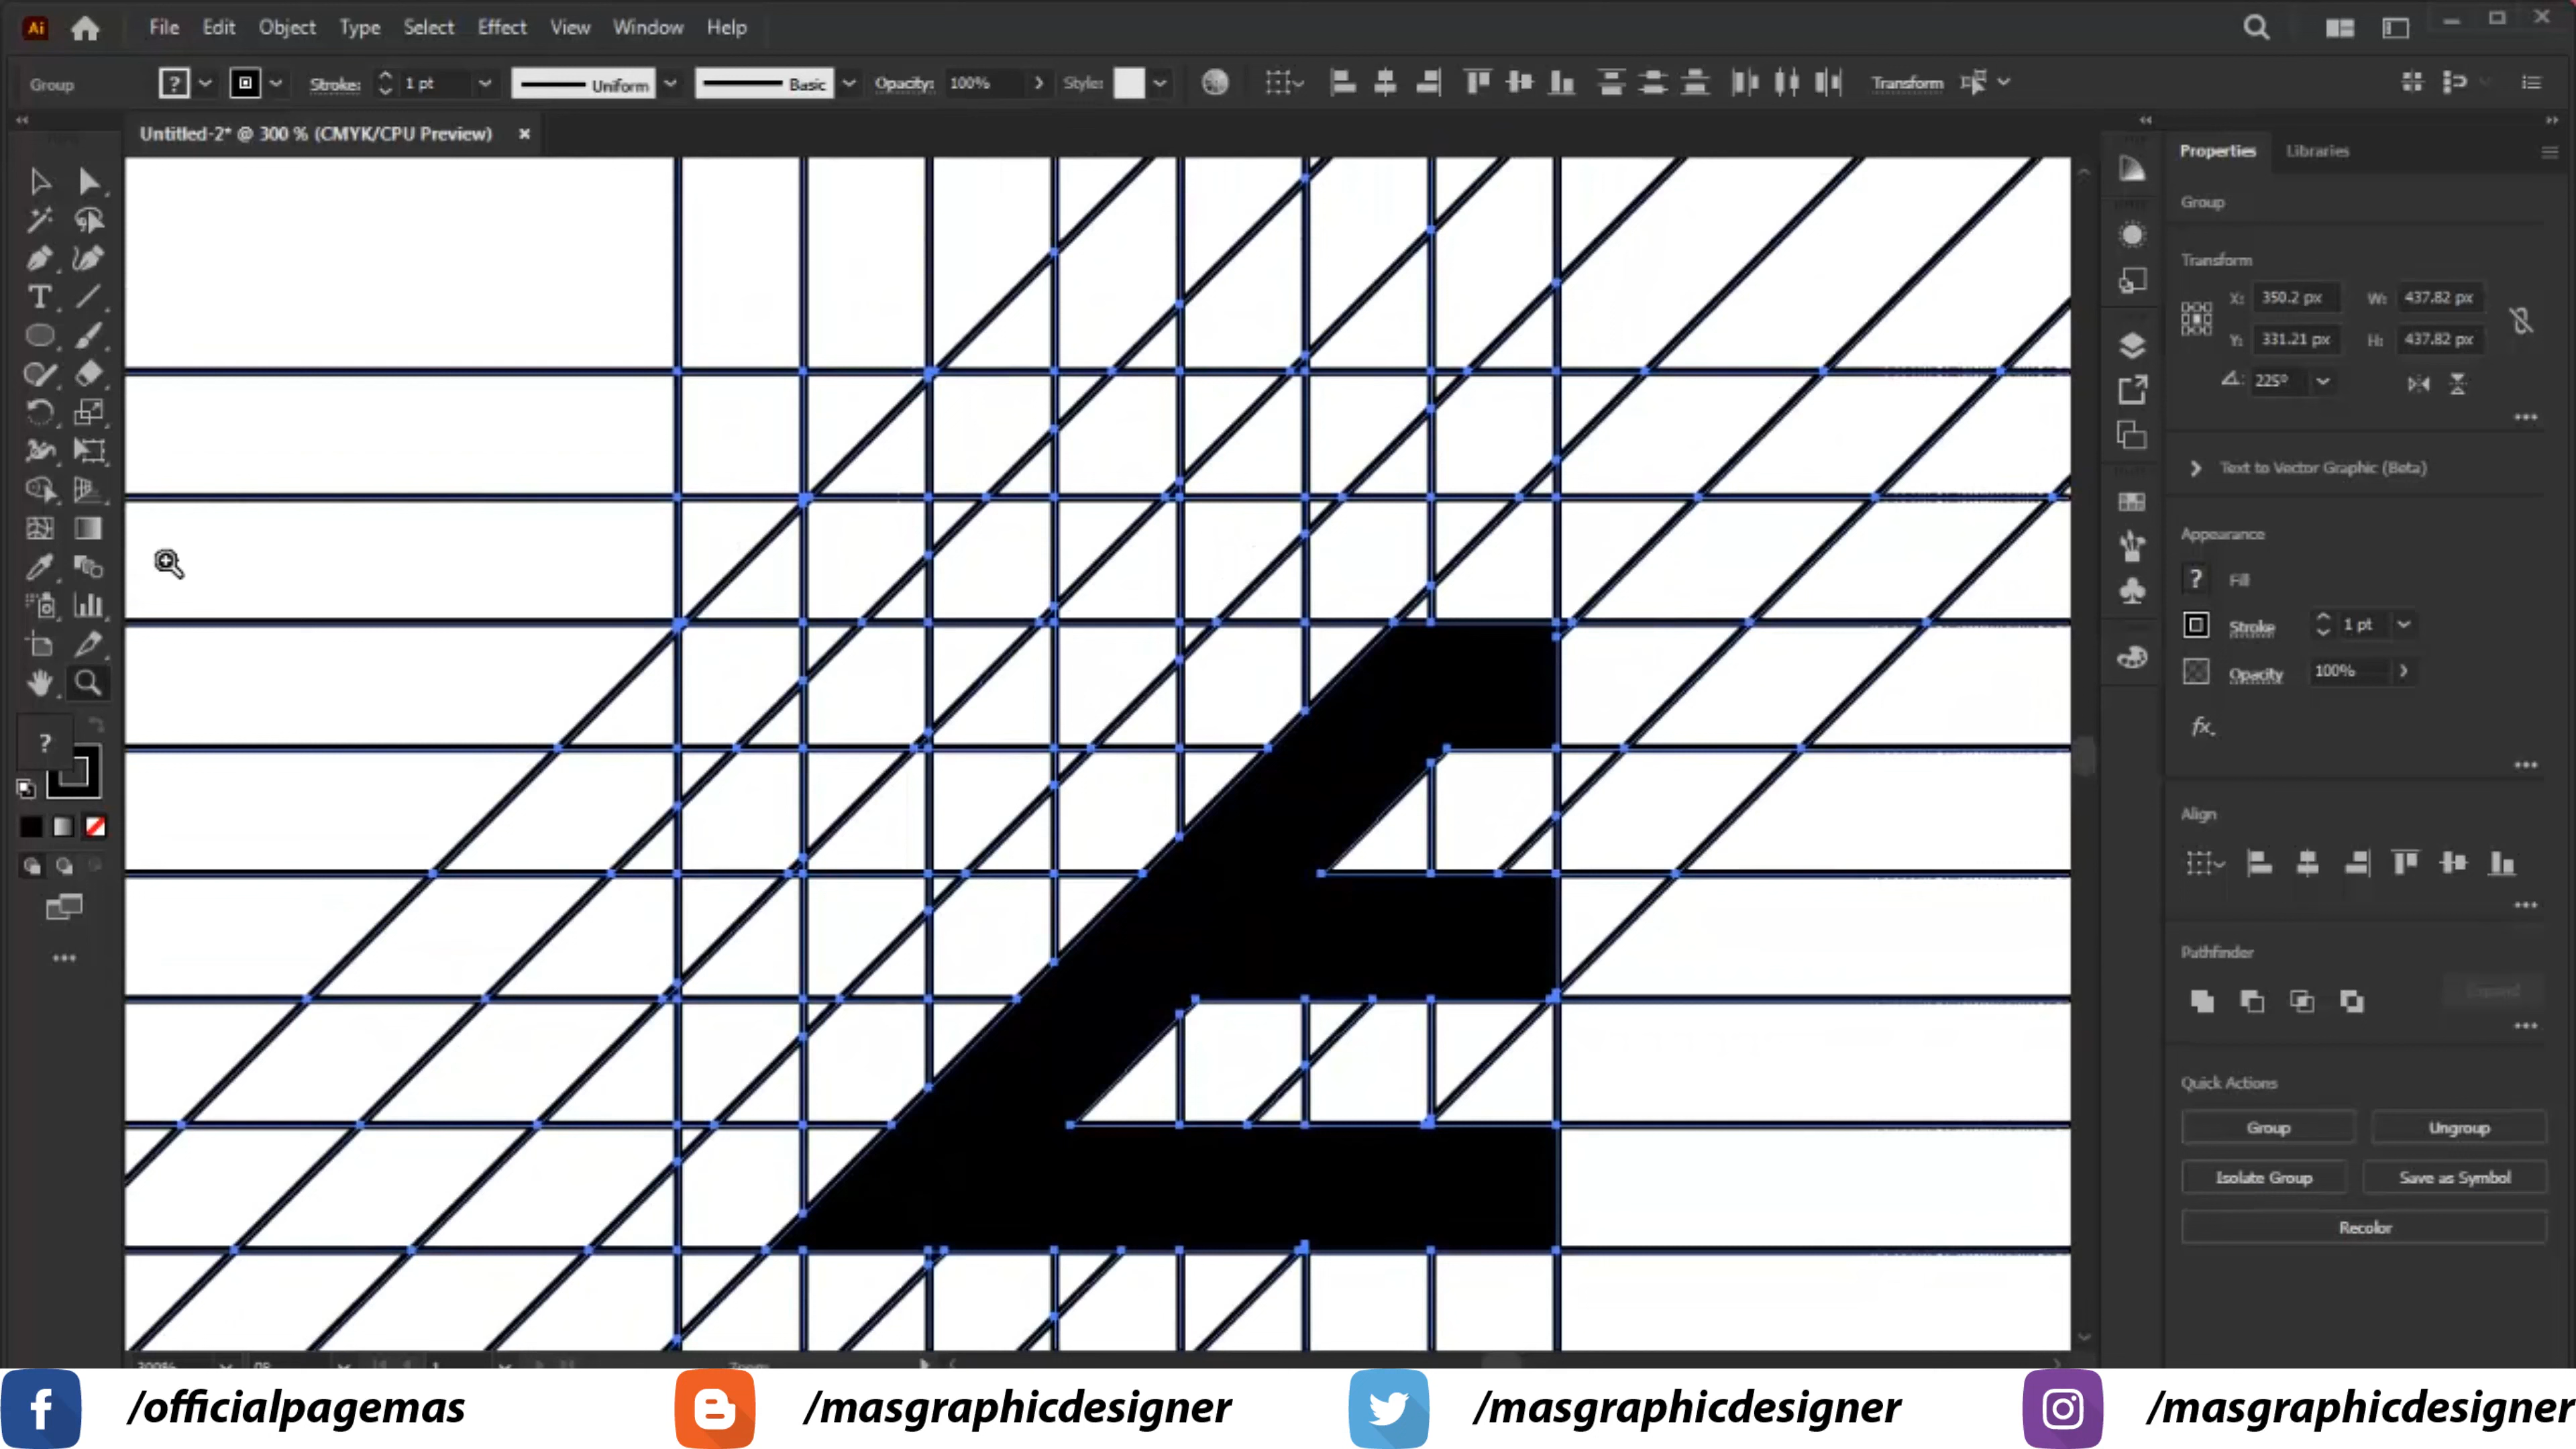 Ai File Edit Object Type Select Effect View Window Help
Group ? Stroke: 1 pt Uniform Basic Opacity: 100% Style: Transform
Untitled-2* @ 300 % (CMYK/CPU Preview) ×
Properties Libraries
Group
Transform
X: 350.2 px W: 437.82 px
Y: 331.21 px H: 437.82 px
225°
Text to Vector Graphic (Beta)
Appearance
? Fill
Stroke 1 pt
Opacity 100%
fx.
?
Align
Pathfinder
Expand
Quick Actions
Group Ungroup
Isolate Group Save as Symbol
Recolor
/officialpagemas /masgraphicdesigner /masgraphicdesigner /masgraphicdesigner